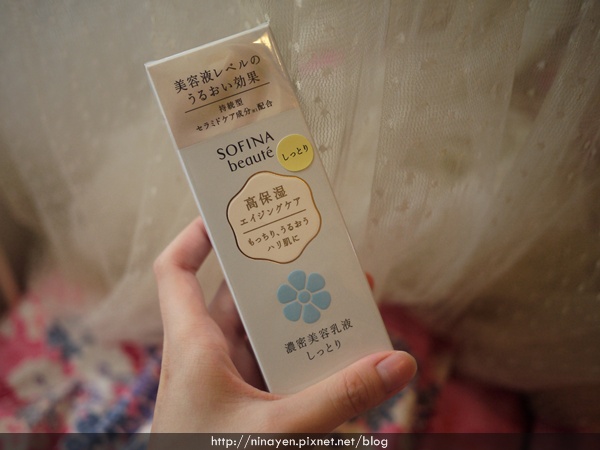 美容液レベルの
うるおい効果
持続型
セラミドケア成分※1配合
SOFINA
beauté
しっとり
高保湿
エイジングケア
もっちり、うるおう
ハリ肌に
濃密美容乳液
しっとり
http://ninayen.pixnet.net/blog